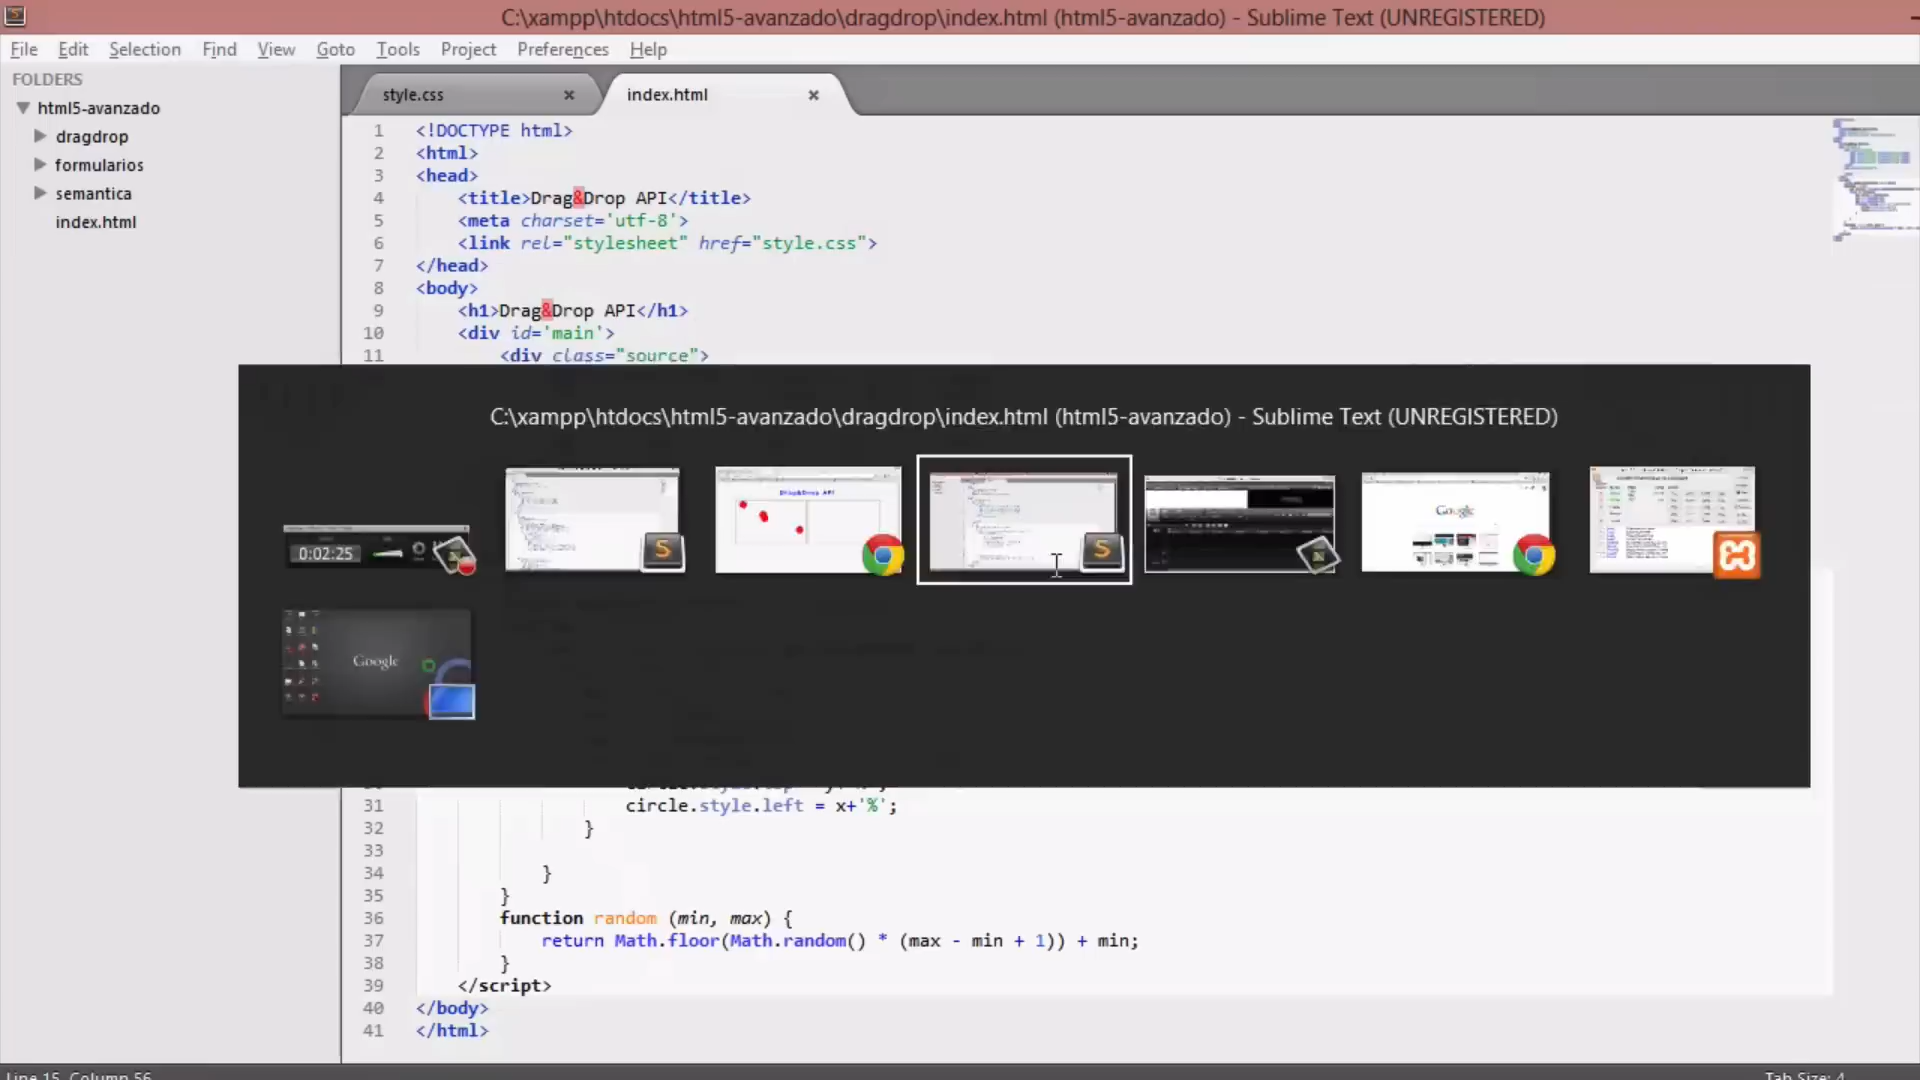 C:\xampp\htdocs\html5-avanzado\dragdrop\index.html (html5-avanzado) - Sublime Text (UNREGISTERED)
File Edit Selection Find View Goto Tools Project Preferences Help
FOLDERS
html5-avanzado
dragdrop
formularios
semantica
index.html
style.css × index.html ×
1 <!DOCTYPE html>
2 <html>
3 <head>
4 <title>Drag&Drop API</title>
5 <meta charset='utf-8'>
6 <link rel="stylesheet" href="style.css">
7 </head>
8 <body>
9 <h1>Drag&Drop API</h1>
10 <div id='main'>
11 <div class="source">
C:\xampp\htdocs\html5-avanzado\dragdrop\index.html (html5-avanzado) - Sublime Text (UNREGISTERED)
0:02:25
Drag&Drop API
Google
Google
31 circle.style.left = x+'%';
32 }
33
34 }
35 }
36 function random (min, max) {
37 return Math.floor(Math.random() * (max - min + 1)) + min;
38 }
39 </script>
40 </body>
41 </html>
Line 15, Column 56
Tab Size: 4